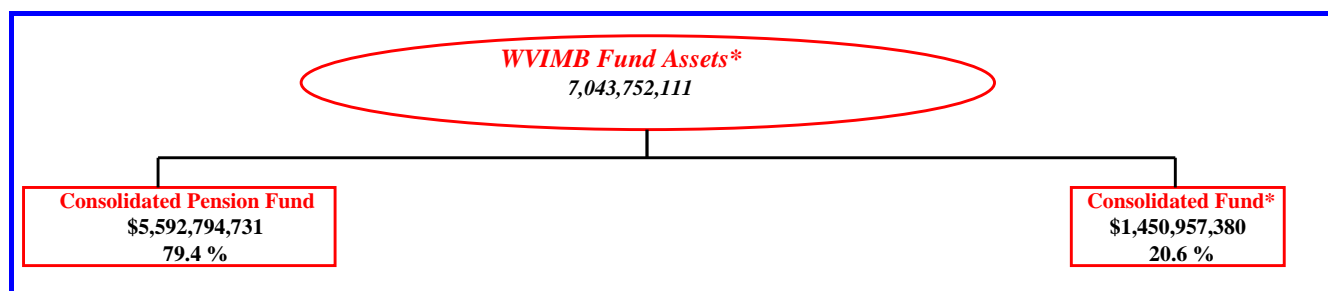 WVIMB Fund Assets*
7,043,752,111
Consolidated Pension Fund
$5,592,794,731
79.4 %
Consolidated Fund*
$1,450,957,380
20.6 %